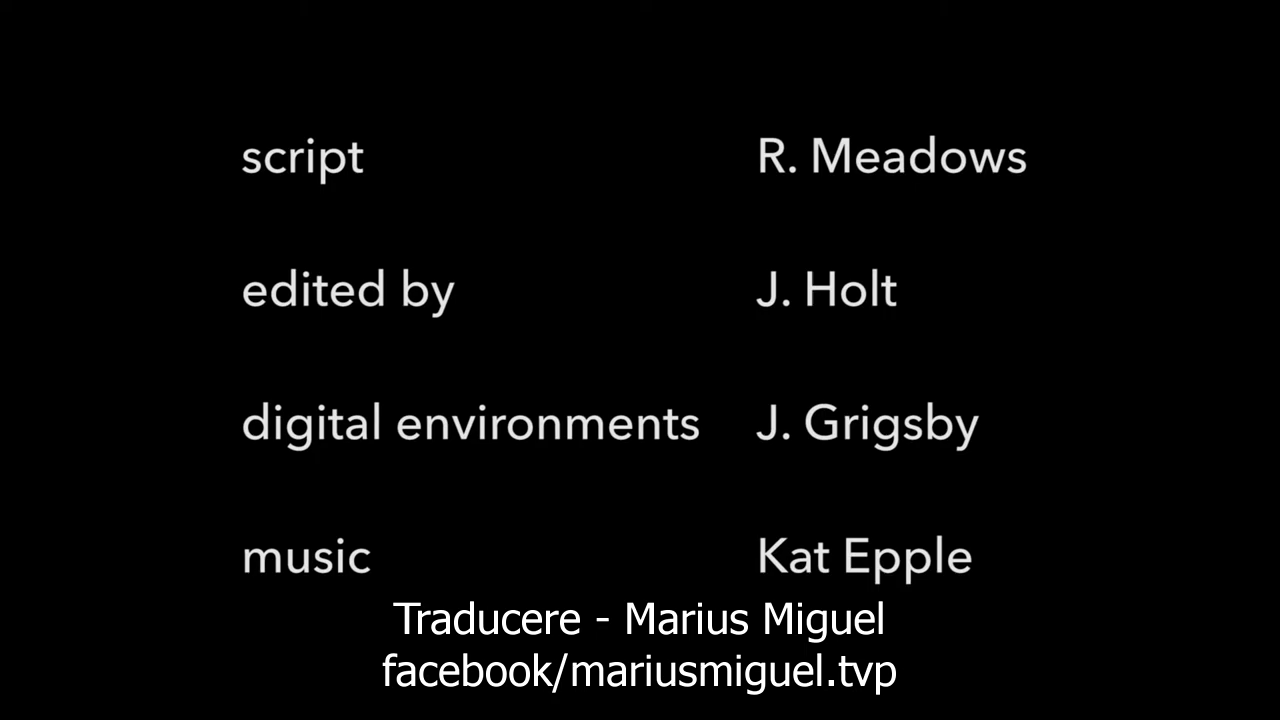 script R. Meadows
edited by J. Holt
digital environments J. Grigsby
music Kat Epple
Traducere - Marius Miguel
facebook/mariusmiguel.tvp